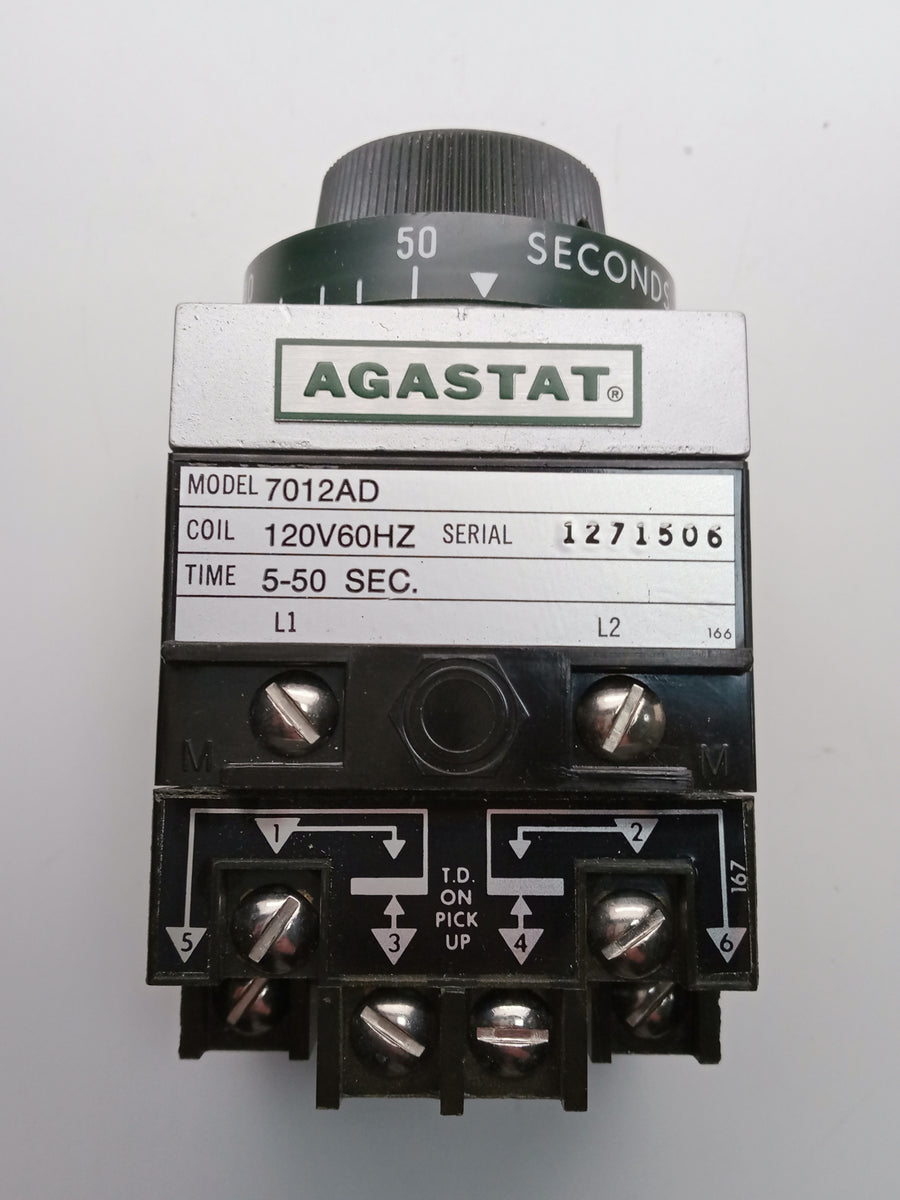 50 SECONDS
AGASTAT®
MODEL 7012AD
COIL 120V60HZ SERIAL 1271506
TIME 5-50 SEC.
L1 L2 166
M M
1 2
167
T.D.
ON
PICK
UP
5 3 4 6